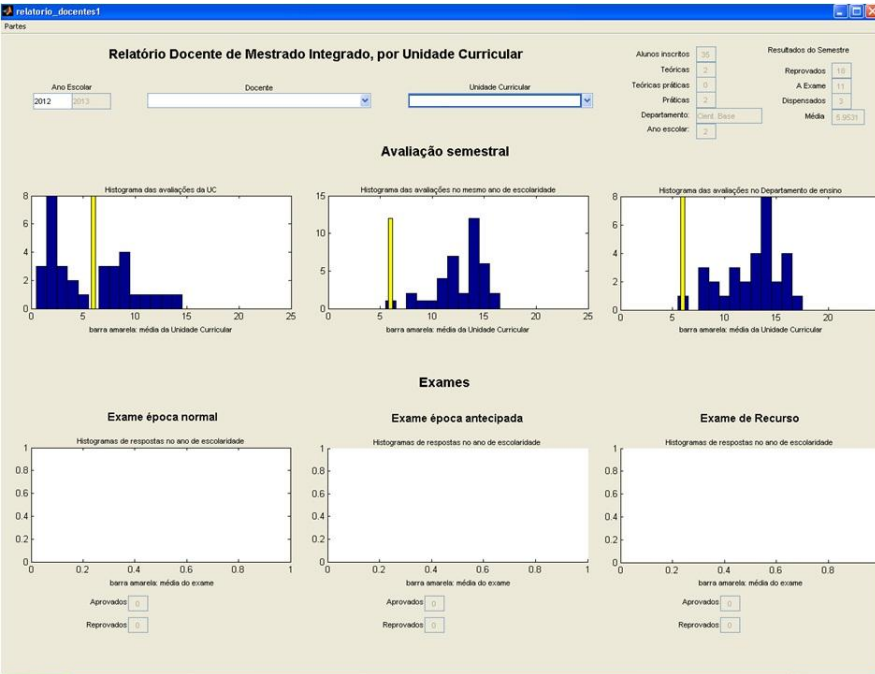 relatorio_docentes1
Partes
Relatório Docente de Mestrado Integrado, por Unidade Curricular
Ano Escolar
2012 2013
Docente
Unidade Curricular
Alunos inscritos 35
Teóricas 2
Teóricas práticas 0
Práticas 2
Departamento: Cient. Base
Ano escolar: 2
Resultados do Semestre
Reprovados 18
A Exame 11
Dispensados 3
Média 5.9531
Avaliação semestral
Histograma das avaliações da UC
8
6
4
2
0
0 5 10 15 20 25
barra amarela: média da Unidade Curricular
Histograma das avaliações no mesmo ano de escolaridade
15
10
5
0
0 5 10 15 20 25
barra amarela: média da Unidade Curricular
Histograma das avaliações no Departamento de ensino
8
6
4
2
0
0 5 10 15 20
barra amarela: média da Unidade Curricular
Exames
Exame época normal
Histogramas de respostas no ano de escolaridade
1
0.8
0.6
0.4
0.2
0
0 0.2 0.4 0.6 0.8 1
barra amarela: média do exame
Aprovados 0
Reprovados 0
Exame época antecipada
Histogramas de respostas no ano de escolaridade
1
0.8
0.6
0.4
0.2
0
0 0.2 0.4 0.6 0.8 1
barra amarela: média do exame
Aprovados 0
Reprovados 0
Exame de Recurso
Histogramas de respostas no ano de escolaridade
1
0.8
0.6
0.4
0.2
0
0 0.2 0.4 0.6 0.8
barra amarela: média do exame
Aprovados 0
Reprovados 0